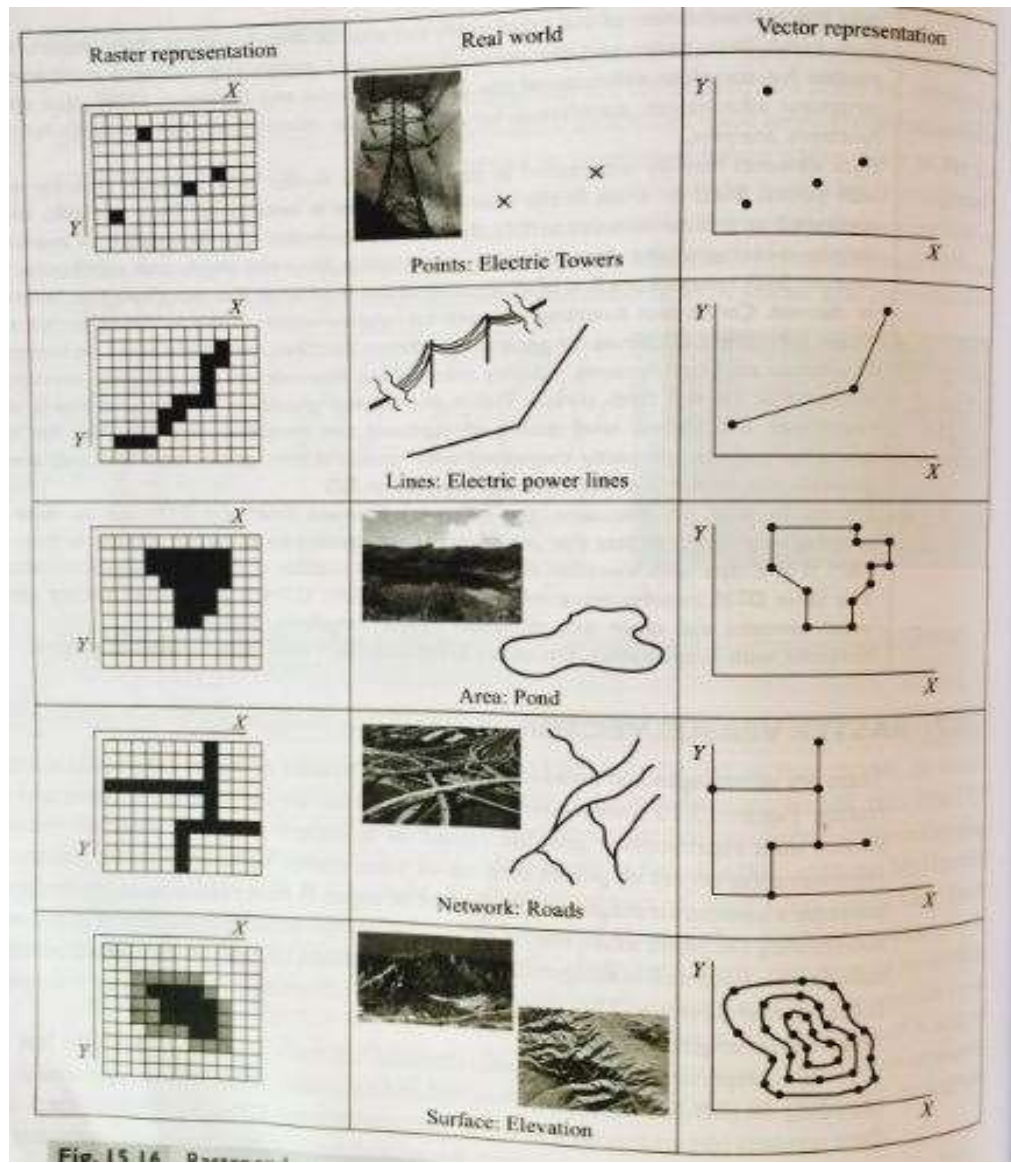 Raster representation
Real world
Vector representation
X
Y
Y
X
Points: Electric Towers
X
Y
Y
X
Lines: Electric power lines
X
Y
Y
X
Area: Pond
X
Y
Y
X
Network: Roads
X
Y
Y
X
Surface: Elevation
Fig. 15.16